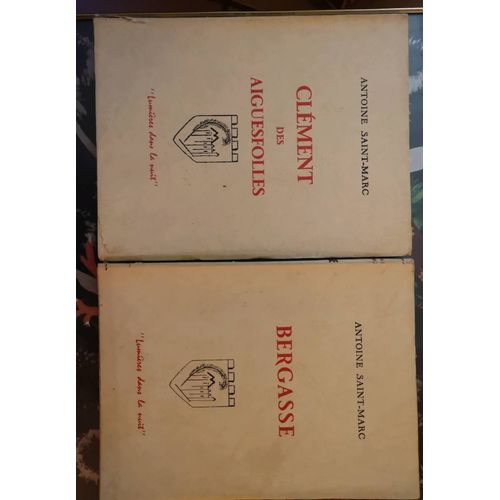 ANTOINE SAINT-MARC
CLÉMENT
DES
AIGUESFOLLES
"Lumières dans la nuit"
ANTOINE SAINT-MARC
BERGASSE
"Lumières dans la nuit"